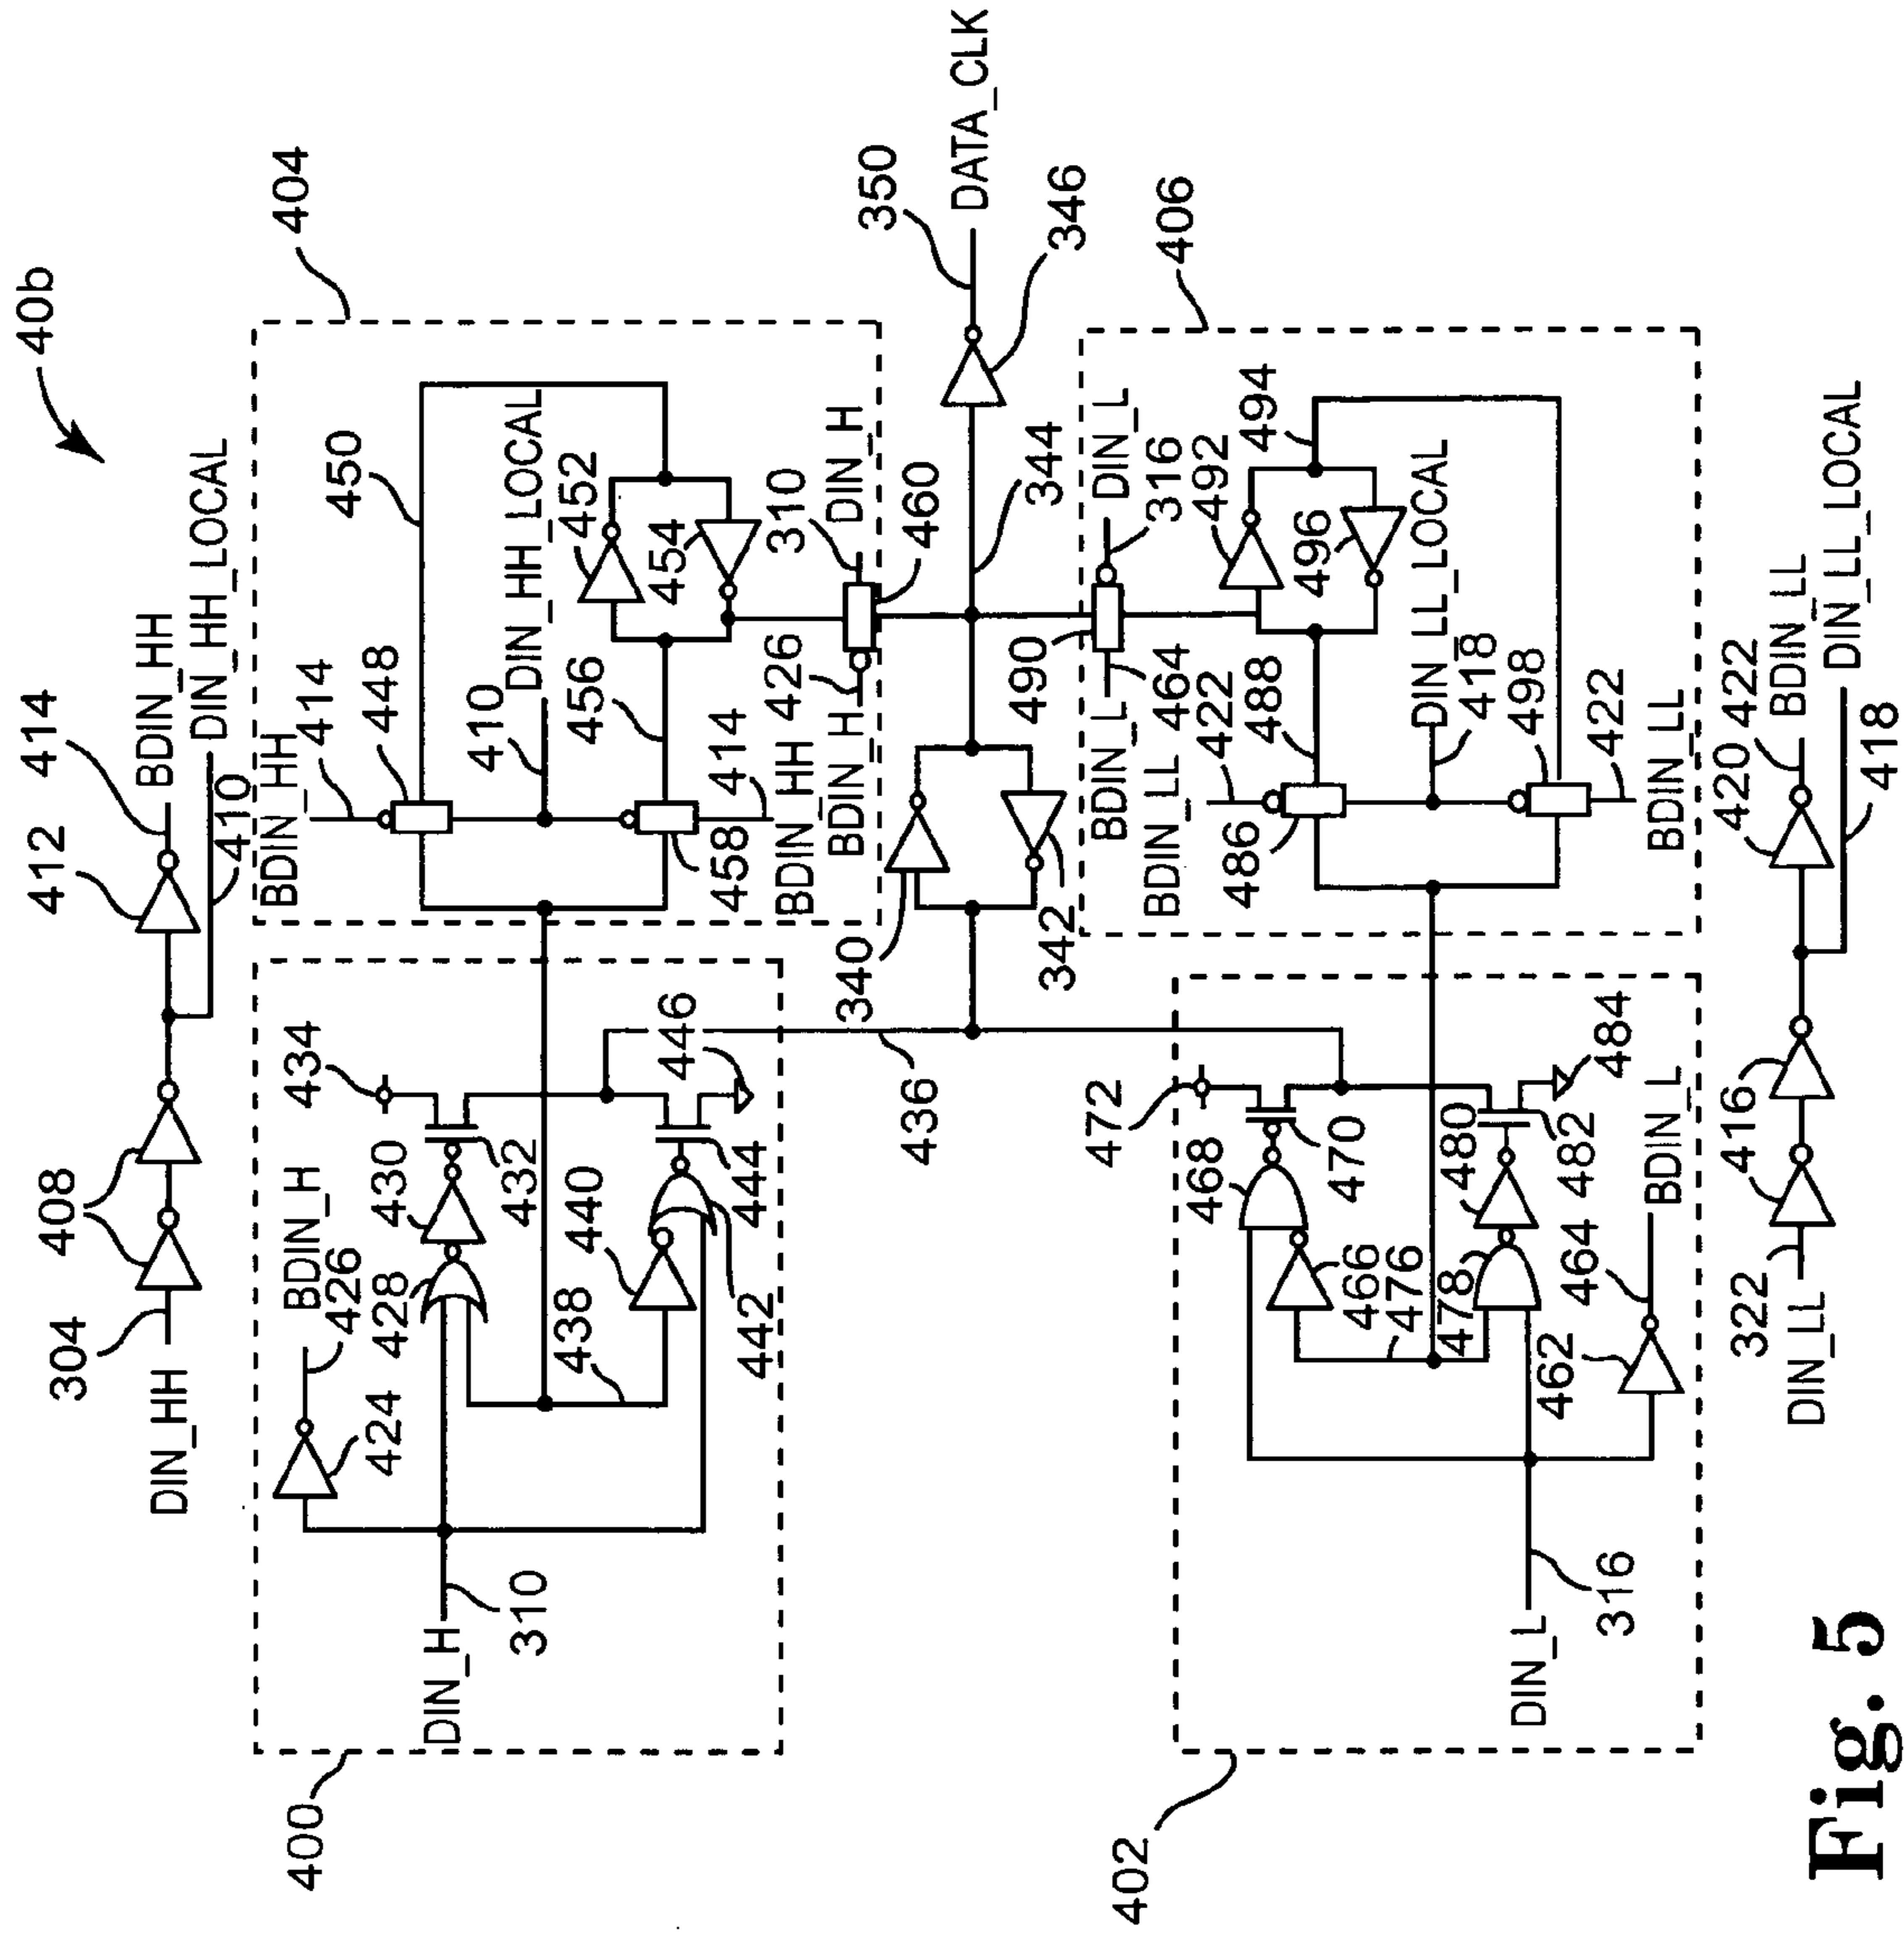 40b
304
408
412
414
DIN_HH
BDIN_HH
410
DIN_HH_LOCAL
400
404
BDIN_H
424
426
DIN_H
310
428
430
432
434
438
440
442
444
446
BDIN_HH
414
448
450
410
DIN_HH_LOCAL
452
454
456
458
414
BDIN_HH
426
BDIN_H
310
DIN_H
460
436
340
342
344
346
350
DATA_CLK
402
406
472
468
470
466
476
478
480
482
484
DIN_L
316
462
464
BDIN_L
490
464
BDIN_L
316
DIN_L
BDIN_LL
422
486
488
492
494
496
DIN_LL_LOCAL
418
498
422
BDIN_LL
DIN_LL
322
416
420
422
BDIN_LL
418
DIN_LL_LOCAL
Fig. 5